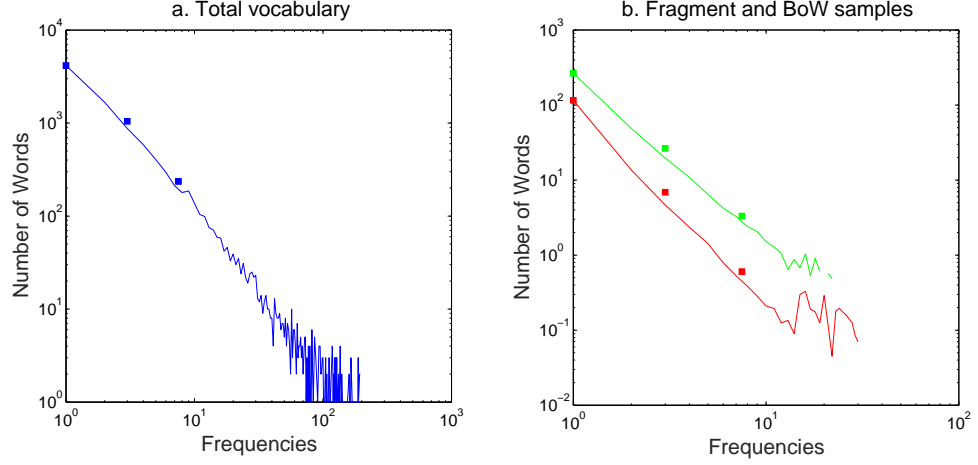 a. Total vocabulary
10^4
10^3
10^2
10^1
10^0
Number of Words
10^0 10^1 10^2 10^3
Frequencies
b. Fragment and BoW samples
10^3
10^2
10^1
10^0
10^−1
10^−2
Number of Words
10^0 10^1 10^2
Frequencies